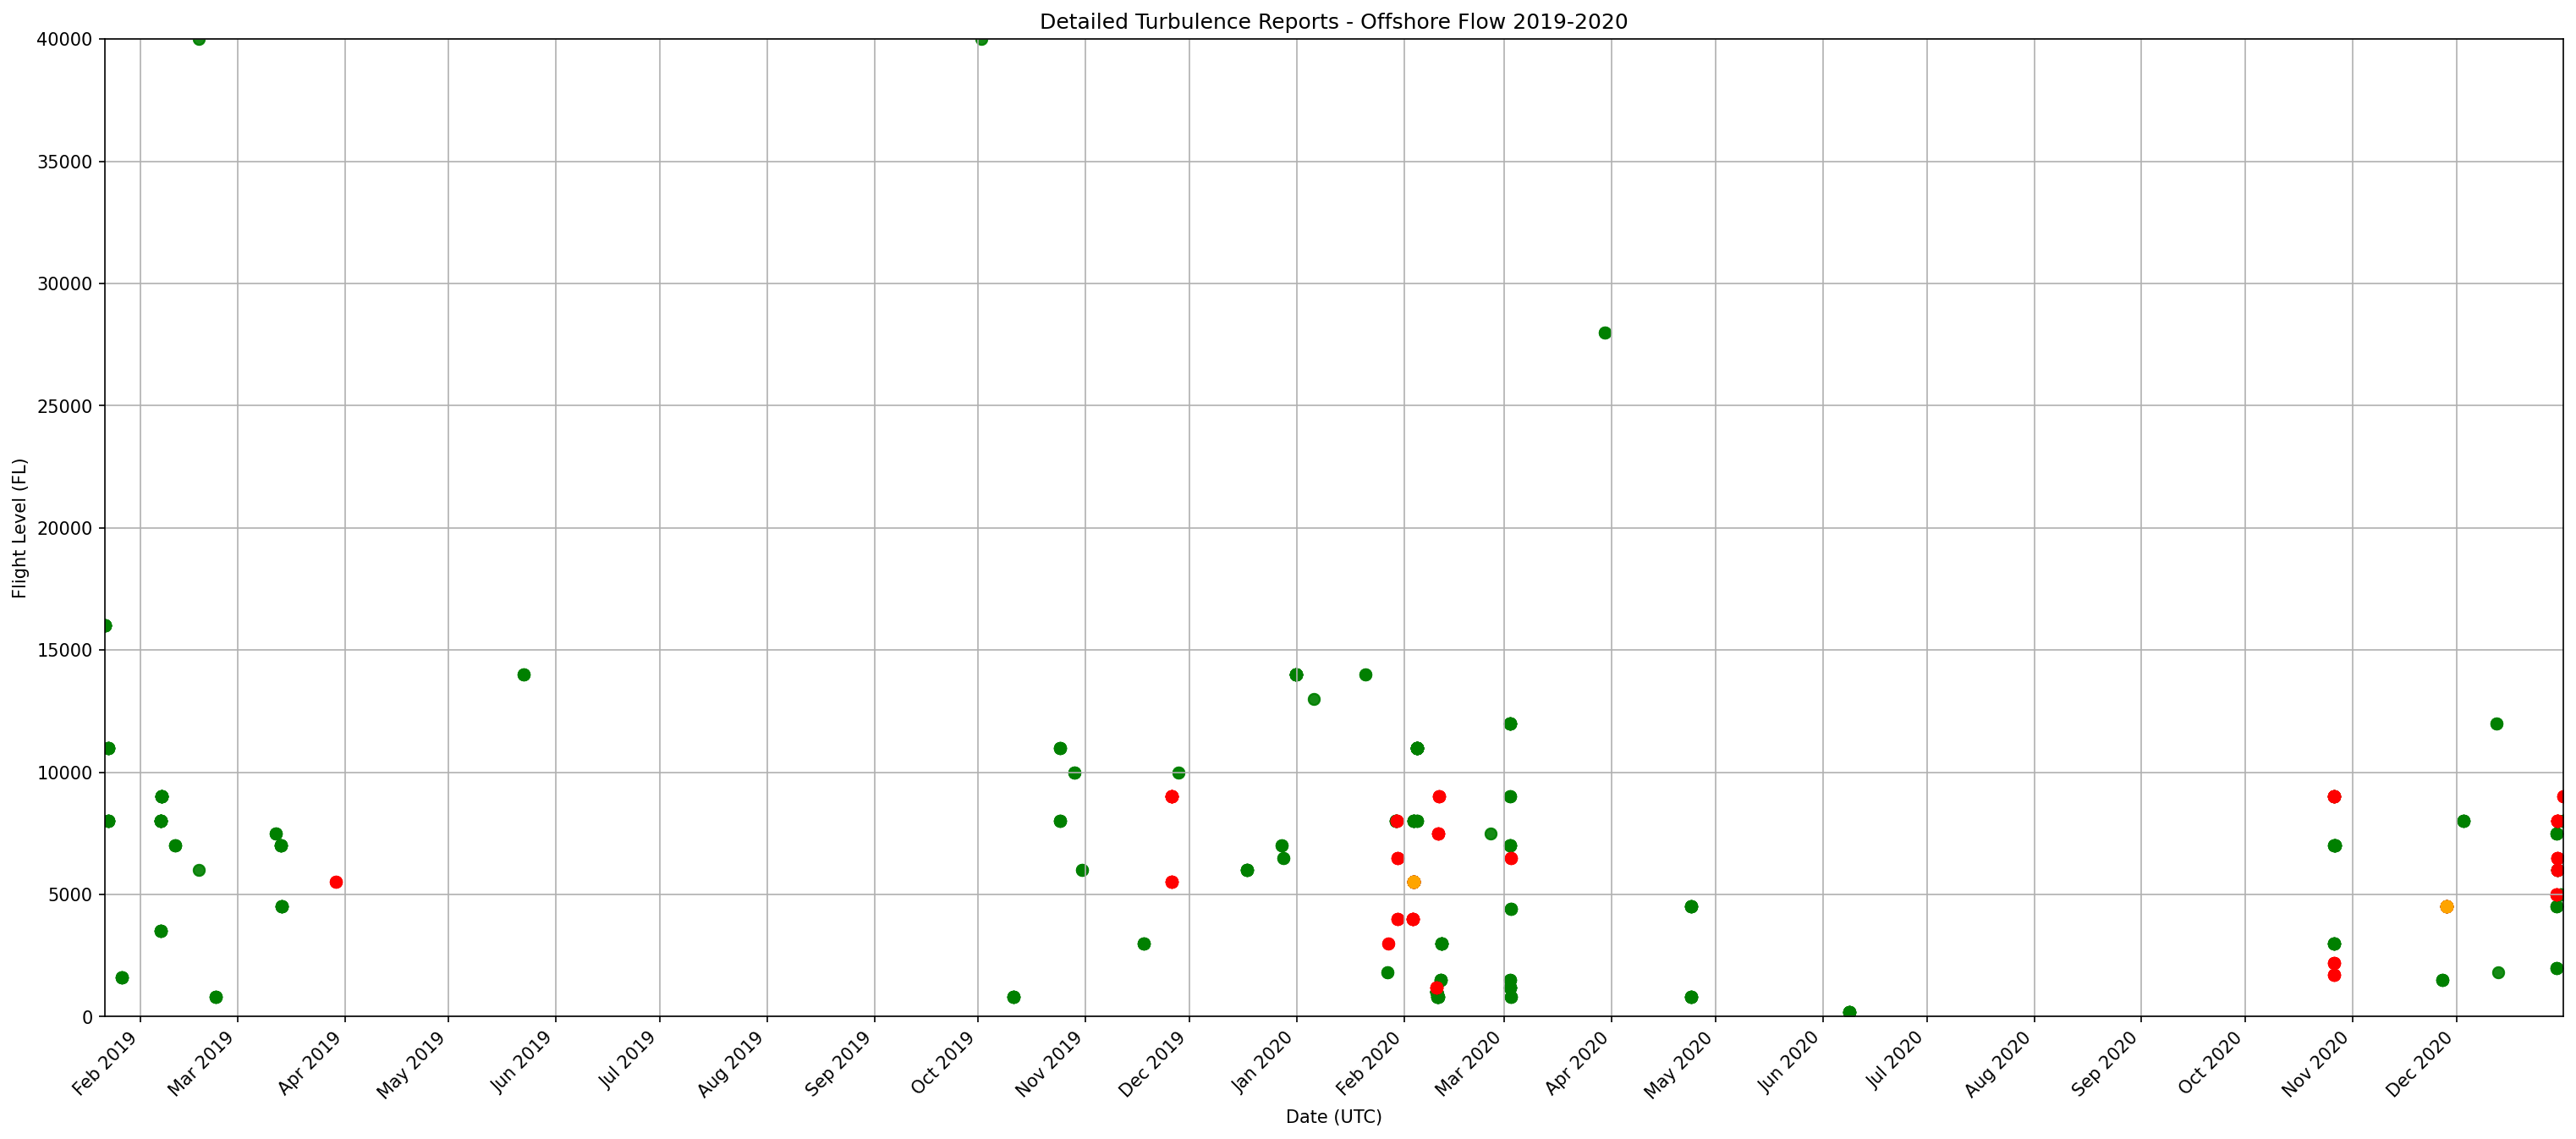 Detailed Turbulence Reports - Offshore Flow 2019-2020
40000
35000
30000
25000
20000
15000
10000
5000
0
Flight Level (FL)
Feb 2019
Mar 2019
Apr 2019
May 2019
Jun 2019
Jul 2019
Aug 2019
Sep 2019
Oct 2019
Nov 2019
Dec 2019
Jan 2020
Feb 2020
Mar 2020
Apr 2020
May 2020
Jun 2020
Jul 2020
Aug 2020
Sep 2020
Oct 2020
Nov 2020
Dec 2020
Date (UTC)